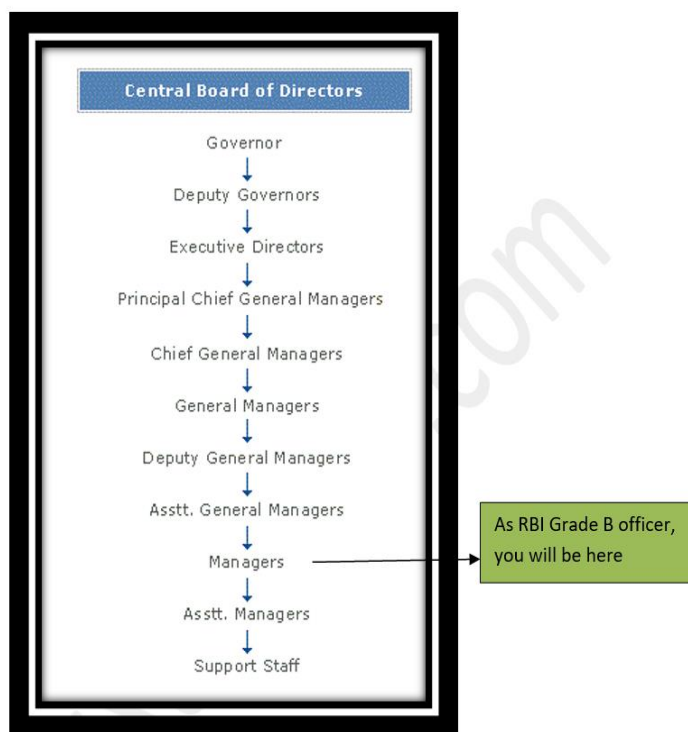 Central Board of Directors
Governor
Deputy Governors
Executive Directors
Principal Chief General Managers
Chief General Managers
General Managers
Deputy General Managers
Asstt. General Managers
Managers
As RBI Grade B officer,
you will be here
Asstt. Managers
Support Staff